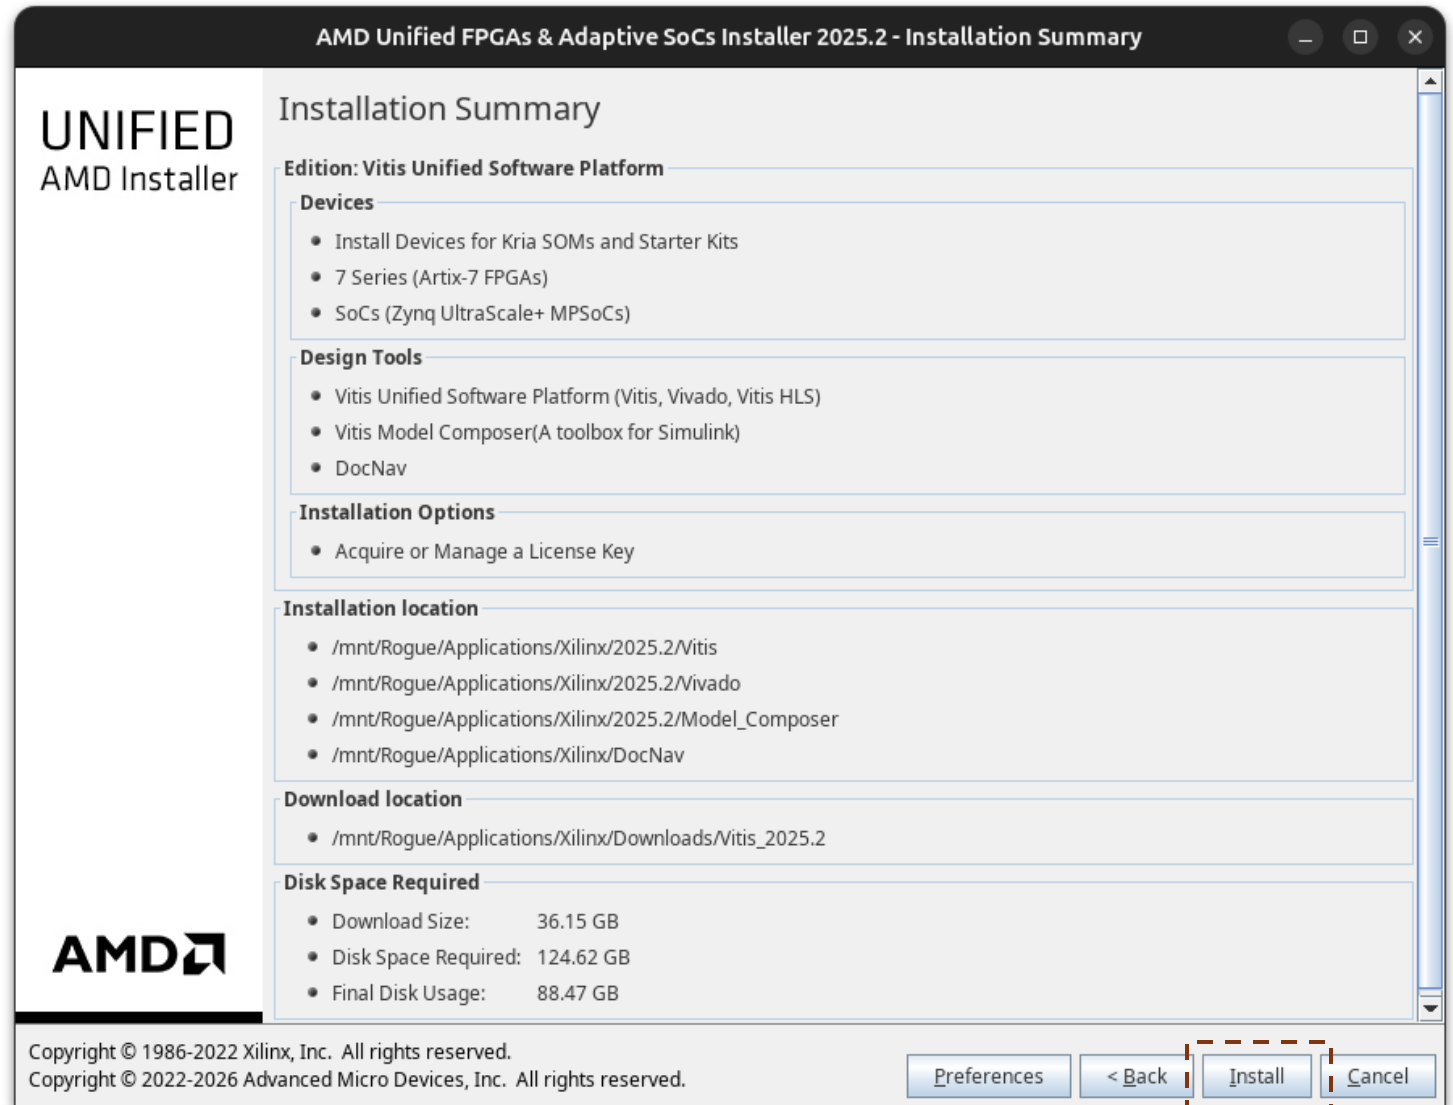 AMD Unified FPGAs & Adaptive SoCs Installer 2025.2 - Installation Summary
UNIFIED
AMD Installer
Installation Summary
Edition: Vitis Unified Software Platform
Devices
Install Devices for Kria SOMs and Starter Kits
7 Series (Artix-7 FPGAs)
SoCs (Zynq UltraScale+ MPSoCs)
Design Tools
Vitis Unified Software Platform (Vitis, Vivado, Vitis HLS)
Vitis Model Composer(A toolbox for Simulink)
DocNav
Installation Options
Acquire or Manage a License Key
Installation location
/mnt/Rogue/Applications/Xilinx/2025.2/Vitis
/mnt/Rogue/Applications/Xilinx/2025.2/Vivado
/mnt/Rogue/Applications/Xilinx/2025.2/Model_Composer
/mnt/Rogue/Applications/Xilinx/DocNav
Download location
/mnt/Rogue/Applications/Xilinx/Downloads/Vitis_2025.2
Disk Space Required
Download Size: 36.15 GB
Disk Space Required: 124.62 GB
Final Disk Usage: 88.47 GB
AMD
Copyright © 1986-2022 Xilinx, Inc. All rights reserved.
Copyright © 2022-2026 Advanced Micro Devices, Inc. All rights reserved.
Preferences < Back Install Cancel